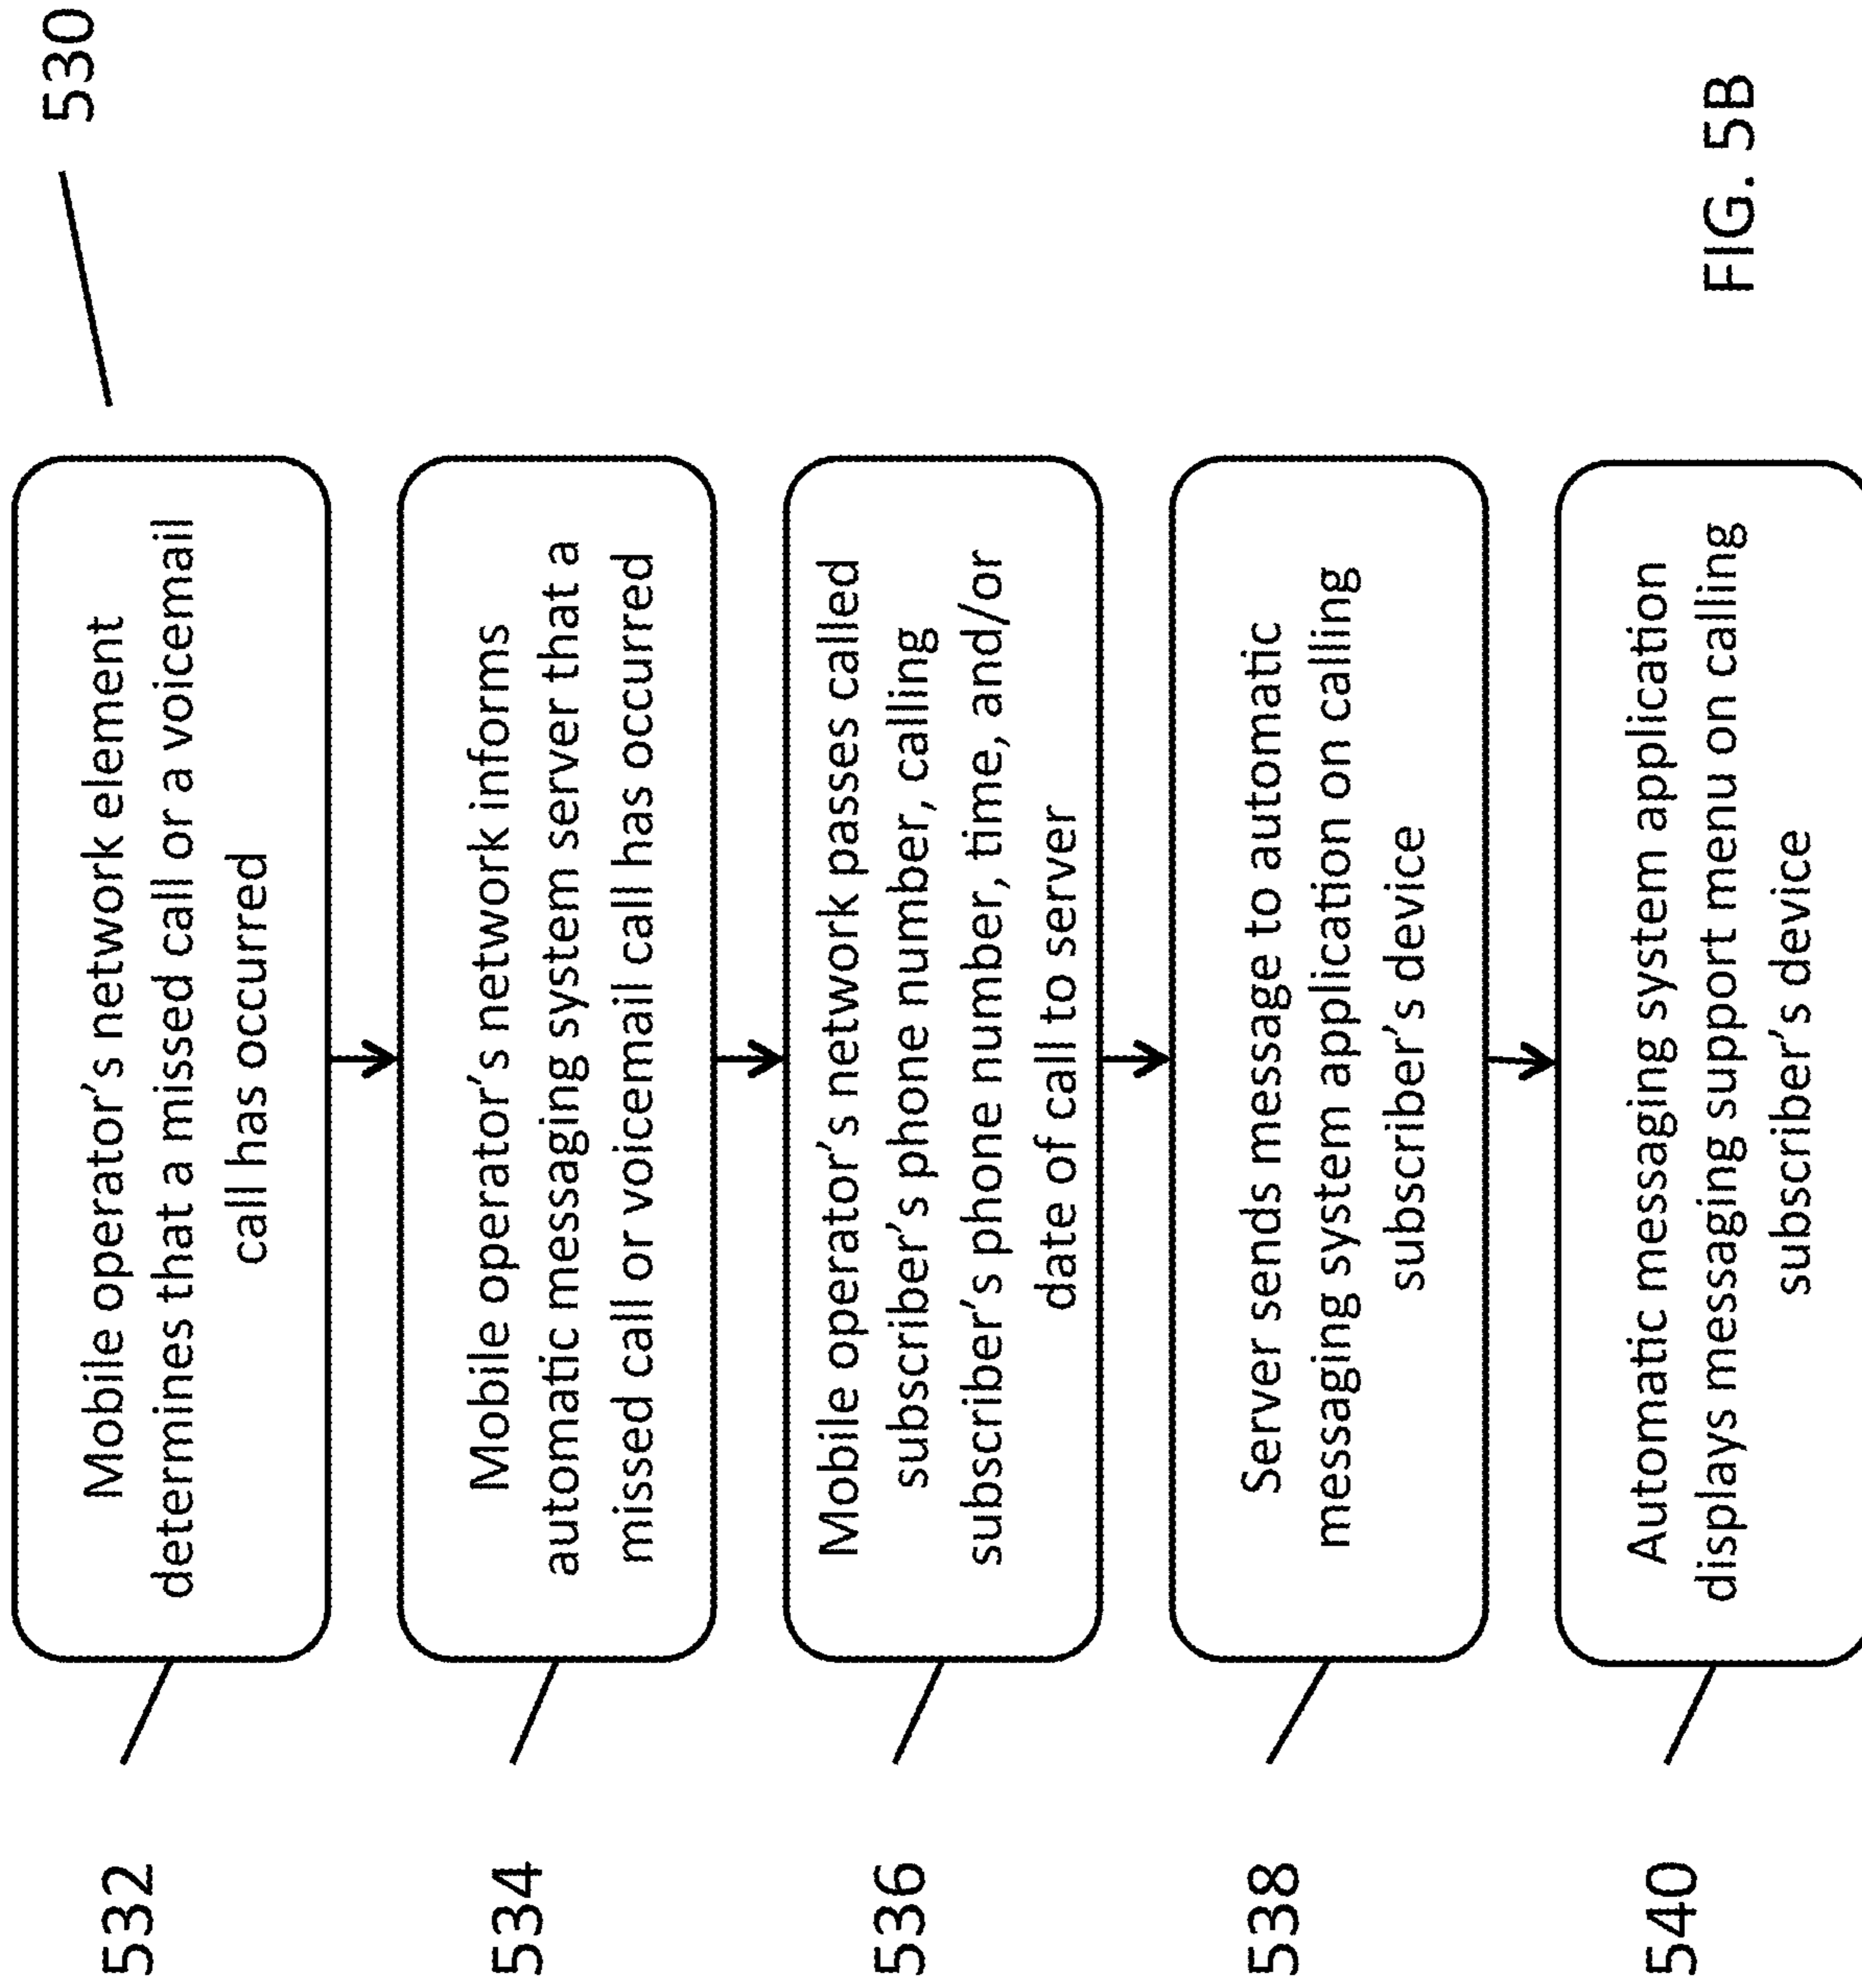 530
532
Mobile operator's network element
determines that a missed call or a voicemail
call has occurred
534
Mobile operator's network informs
automatic messaging system server that a
missed call or voicemail call has occurred
536
Mobile operator's network passes called
subscriber's phone number, calling
subscriber's phone number, time, and/or
date of call to server
538
Server sends message to automatic
messaging system application on calling
subscriber's device
540
Automatic messaging system application
displays messaging support menu on calling
subscriber's device
FIG. 5B